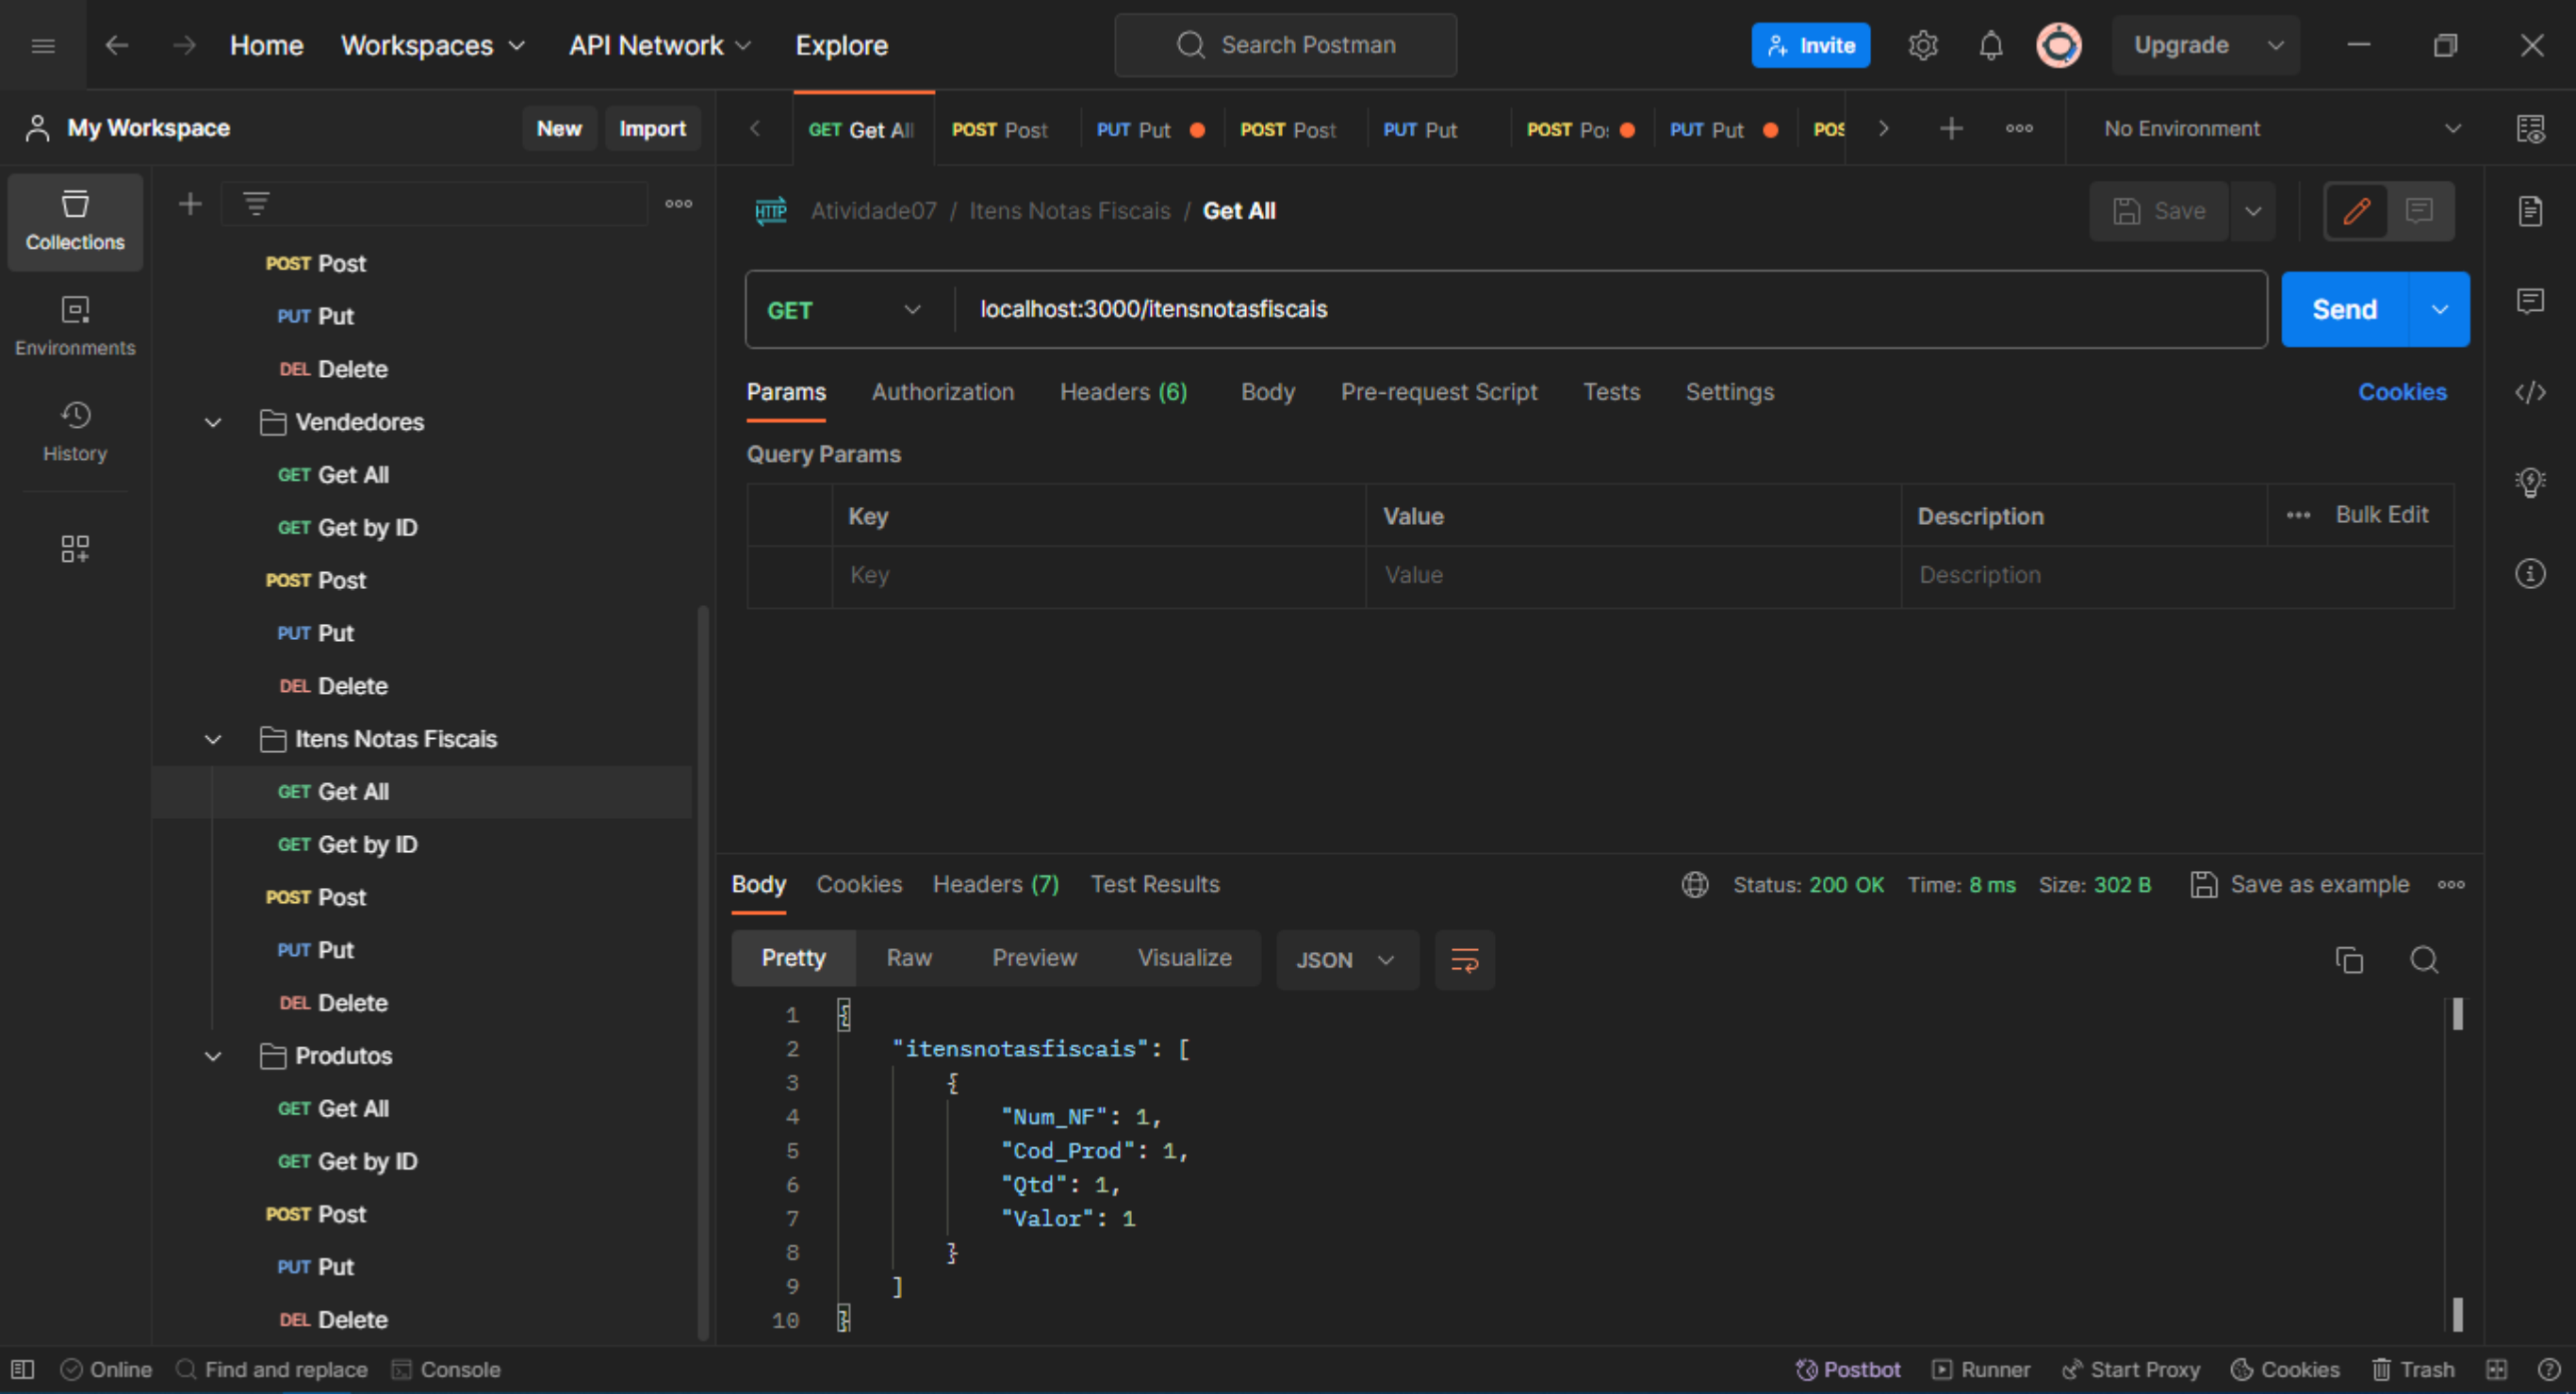 Home Workspaces API Network Explore Search Postman Invite Upgrade
My Workspace New Import
GET Get All POST Post PUT Put POST Post PUT Put POST Po PUT Put POS No Environment
Collections
Environments
History
POST Post
PUT Put
DEL Delete
Vendedores
GET Get All
GET Get by ID
POST Post
PUT Put
DEL Delete
Itens Notas Fiscais
GET Get All
GET Get by ID
POST Post
PUT Put
DEL Delete
Produtos
GET Get All
GET Get by ID
POST Post
PUT Put
DEL Delete
HTTP Atividade07 / Itens Notas Fiscais / Get All Save
GET localhost:3000/itensnotasfiscais Send
Params Authorization Headers (6) Body Pre-request Script Tests Settings Cookies
Query Params
Key Value Description Bulk Edit
Key Value Description
Body Cookies Headers (7) Test Results Status: 200 OK Time: 8 ms Size: 302 B Save as example
Pretty Raw Preview Visualize JSON
1 {
2 "itensnotasfiscais": [
3 {
4 "Num_NF": 1,
5 "Cod_Prod": 1,
6 "Qtd": 1,
7 "Valor": 1
8 }
9 ]
10 }
Online Find and replace Console Postbot Runner Start Proxy Cookies Trash